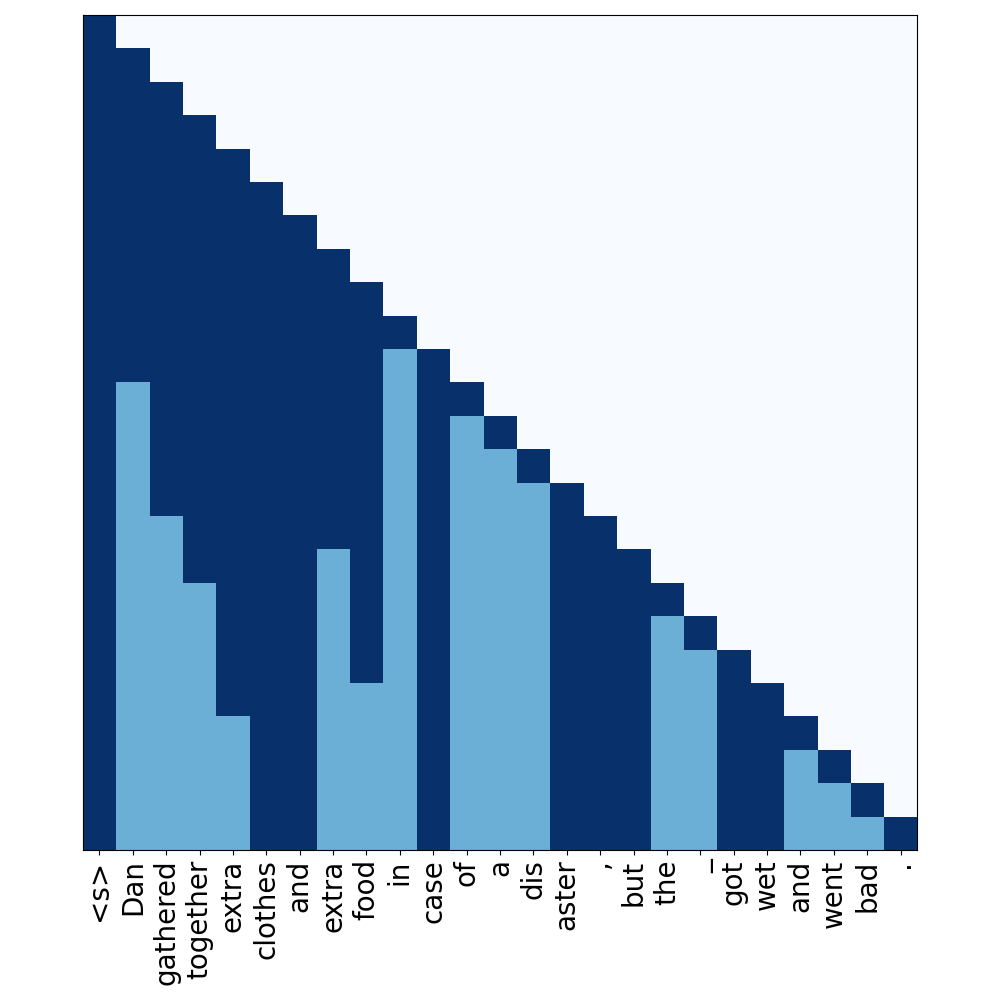 <s> Dan gathered together extra clothes and extra food in case of a dis aster , but the _ got wet and went bad .